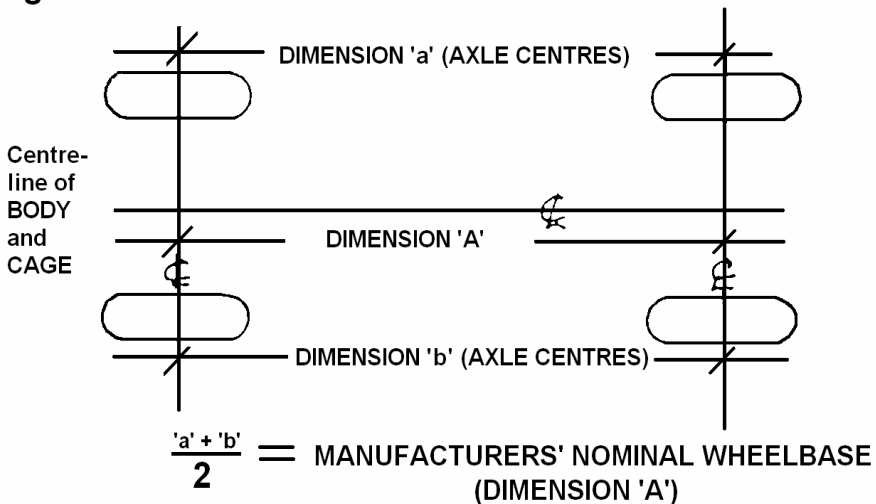 DIMENSION 'a' (AXLE CENTRES)
Centre-
line of
BODY
and
CAGE
DIMENSION 'A'
DIMENSION 'b' (AXLE CENTRES)
'a' + 'b'
2
= MANUFACTURERS' NOMINAL WHEELBASE
(DIMENSION 'A')